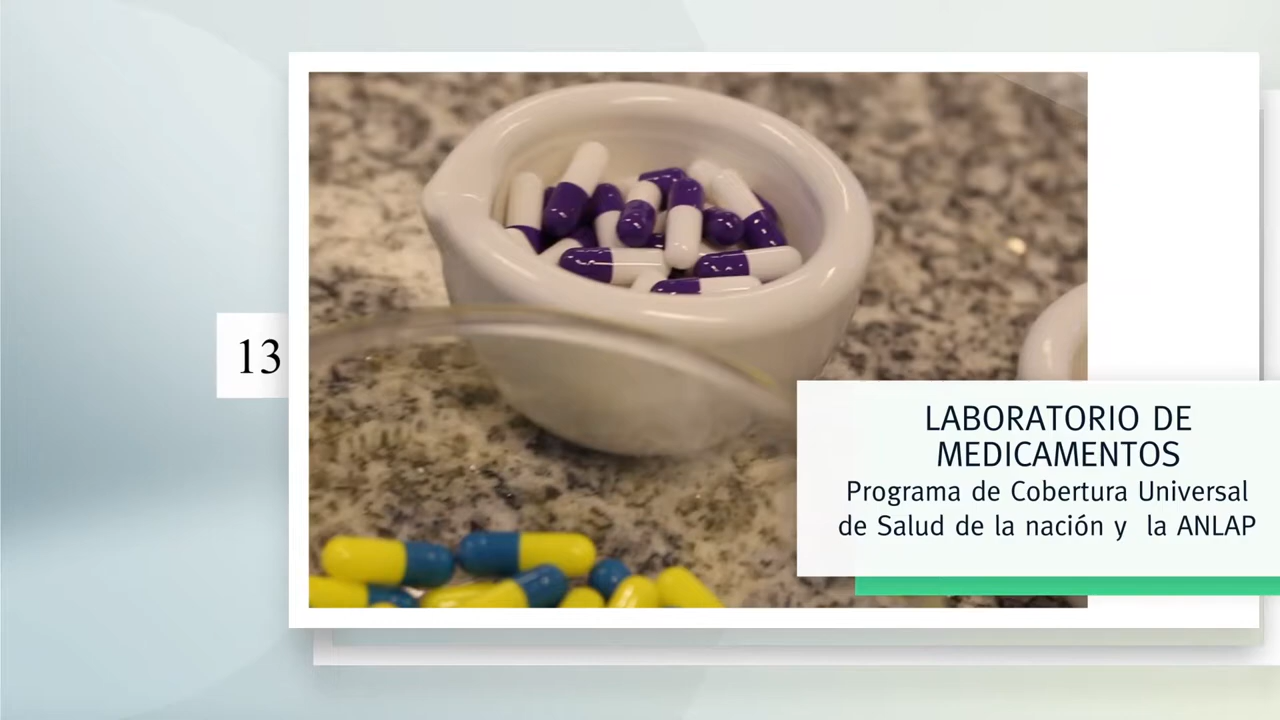 13
LABORATORIO DE
MEDICAMENTOS
Programa de Cobertura Universal
de Salud de la nación y  la ANLAP